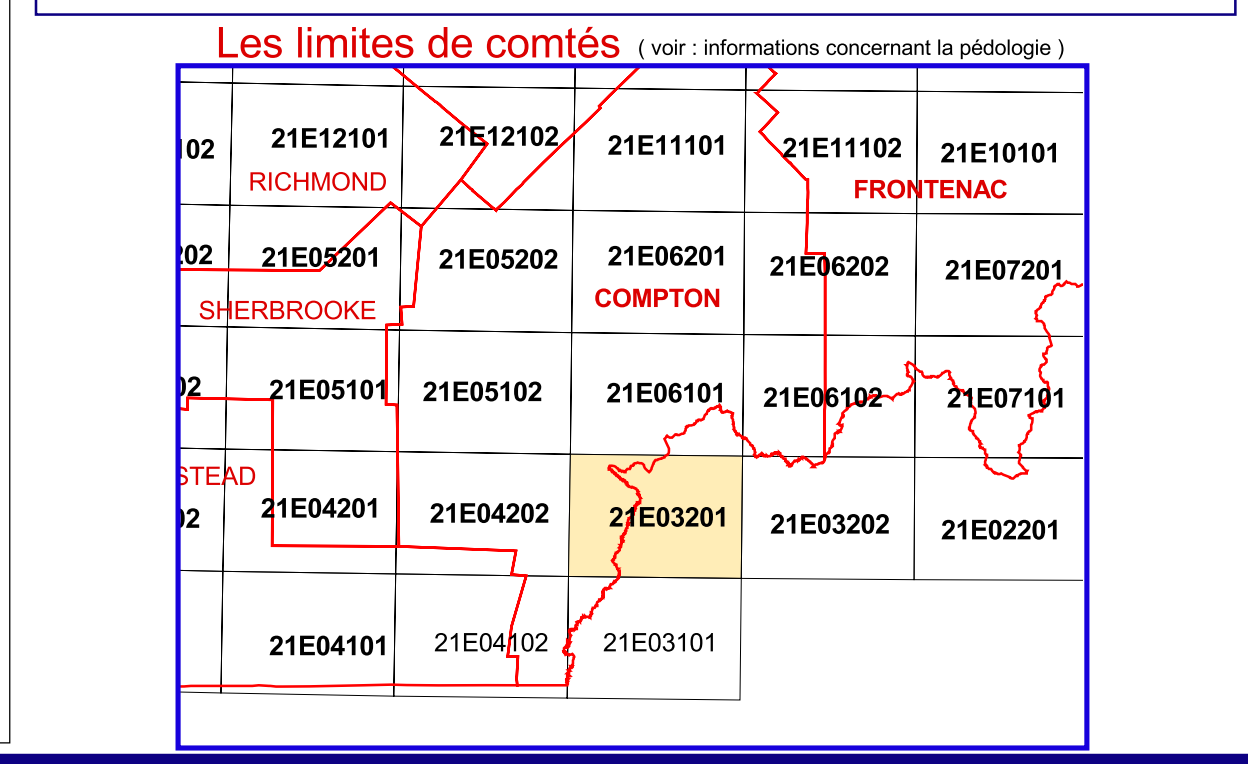 Les limites de comtés ( voir : informations concernant la pédologie )
102 21E12101 21E12102 21E11101 21E11102 21E10101
RICHMOND FRONTENAC
202 21E05201 21E05202 21E06201 21E06202 21E07201
SHERBROOKE COMPTON
02 21E05101 21E05102 21E06101 21E06102 21E07101
STEAD
02 21E04201 21E04202 21E03201 21E03202 21E02201
21E04101 21E04102 21E03101